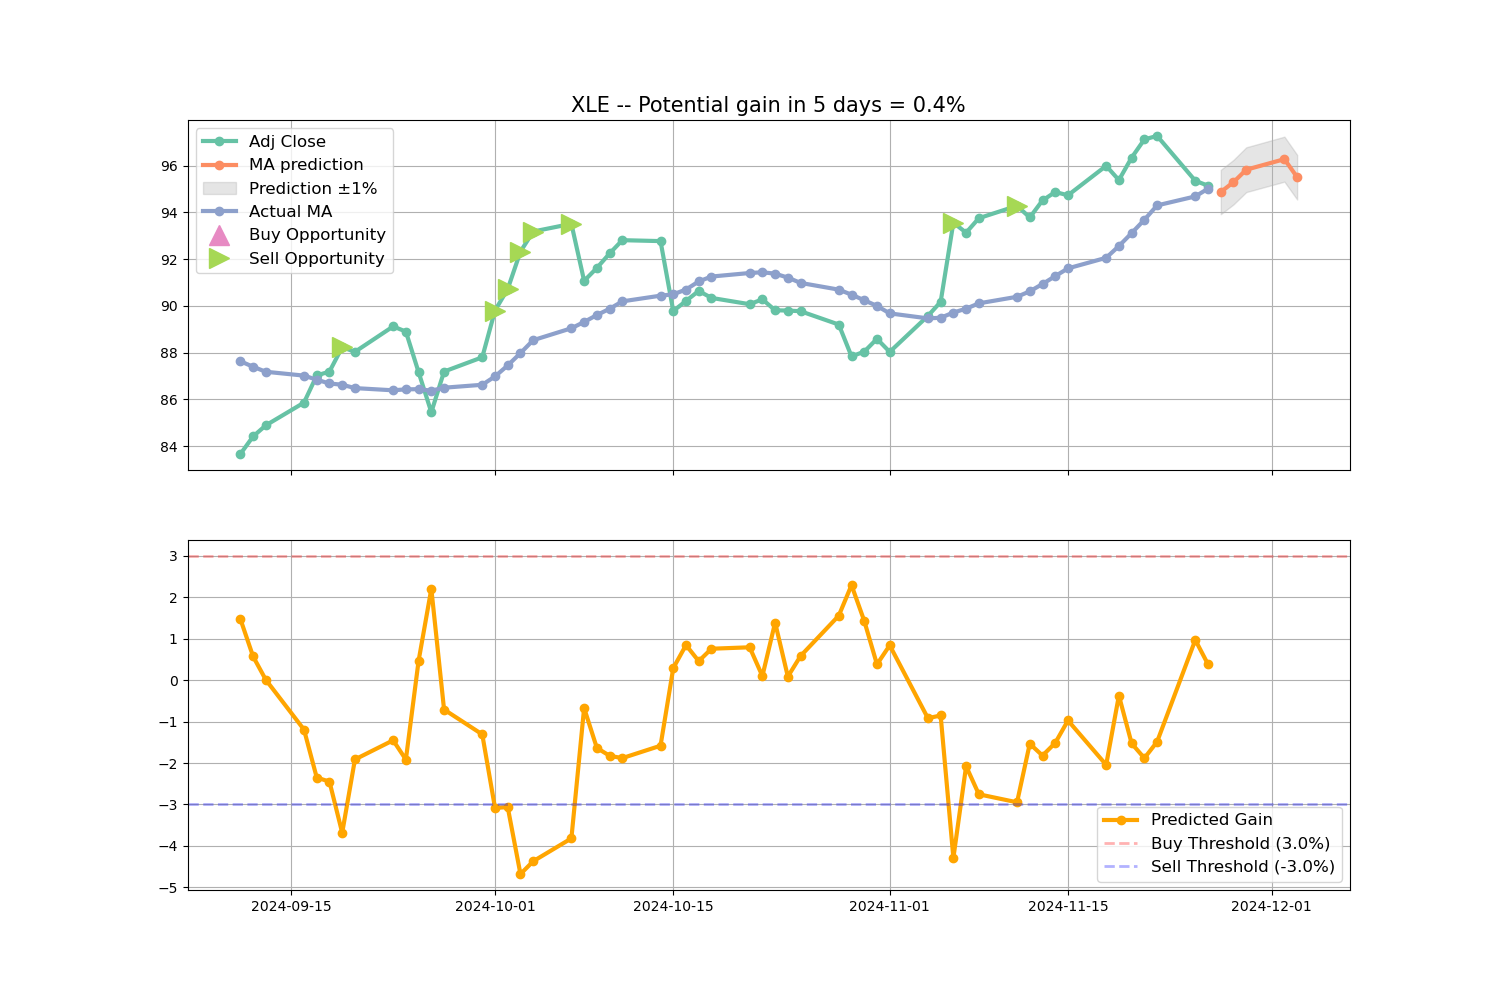 XLE -- Potential gain in 5 days = 0.4%
Adj Close
MA prediction
Prediction ±1%
Actual MA
Buy Opportunity
Sell Opportunity
96
94
92
90
88
86
84
3
2
1
0
−1
−2
−3
−4
−5
Predicted Gain
Buy Threshold (3.0%)
Sell Threshold (-3.0%)
2024-09-15
2024-10-01
2024-10-15
2024-11-01
2024-11-15
2024-12-01